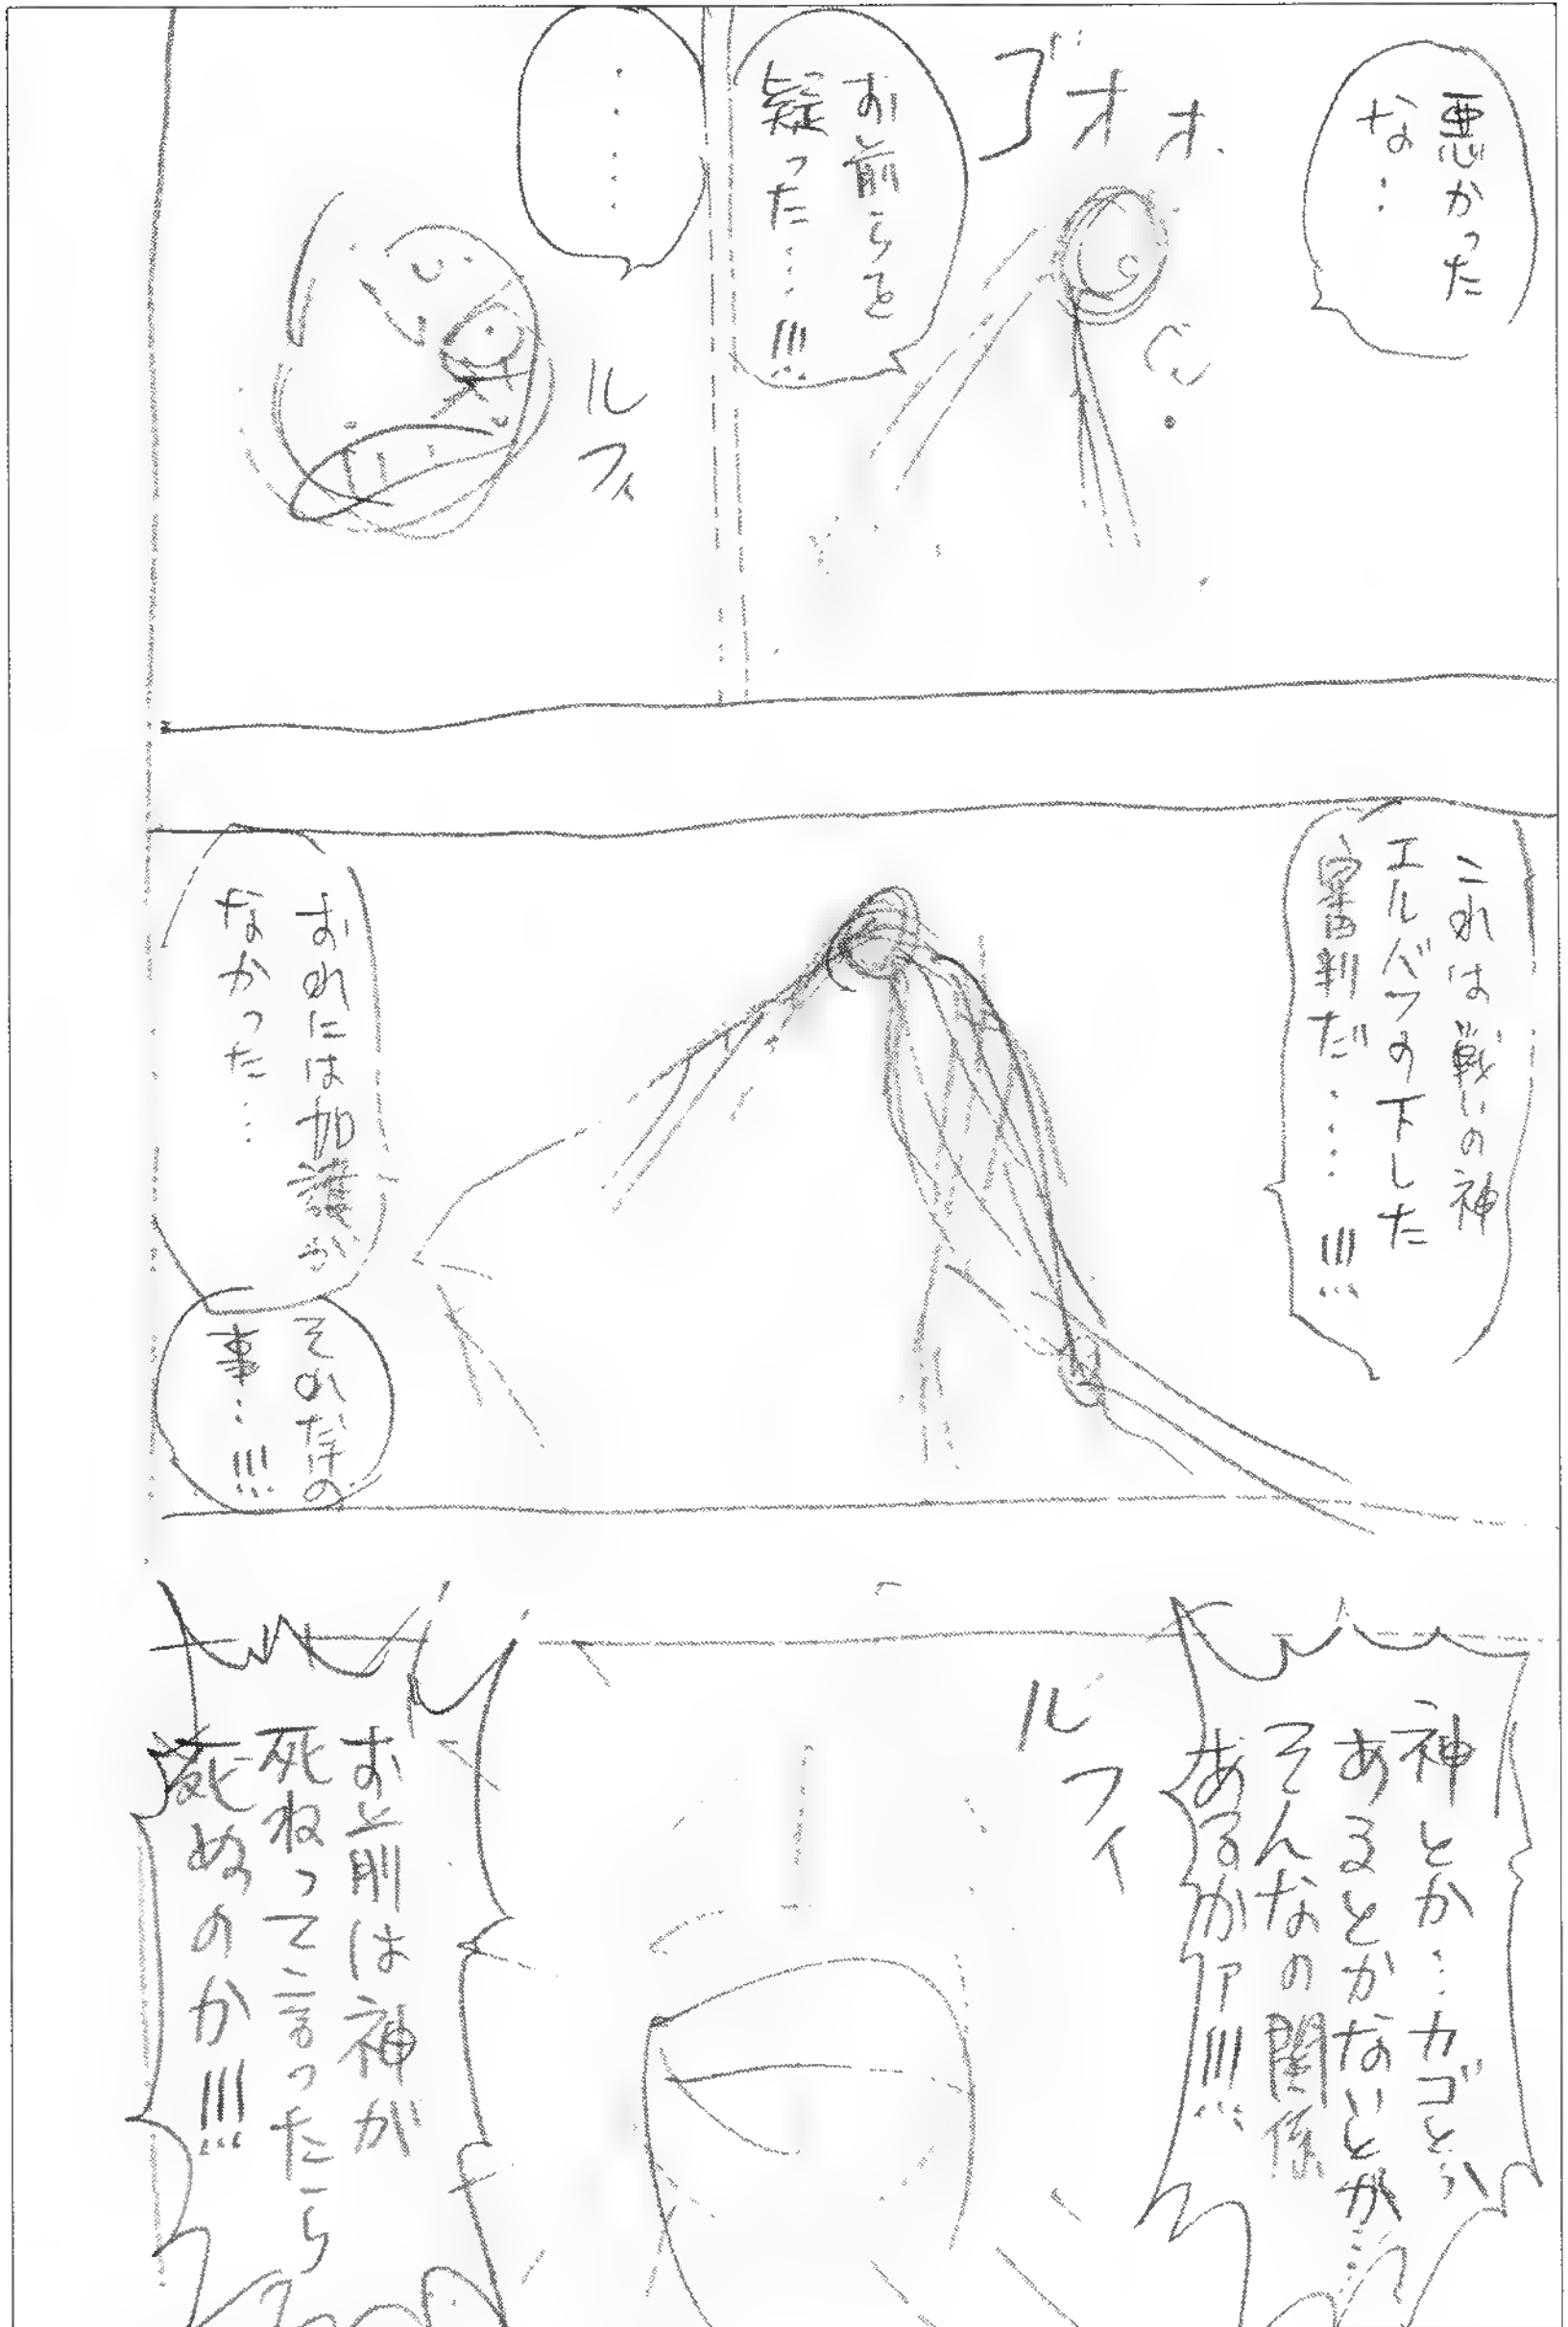 悪かった
な…
ゴオオ
お前らを
疑った…!!!
……
ルフィ
これは戦いの神
エルバフの下した
審判だ……!!!
おれには加護が
なかった…
それだけの
事…!!!
ルフィ
神とか…カゴとか
あるとかないとか…
そんなの関係
あるかァ!!!
お前は神が
死ねって言ったら
死ぬのか!!!